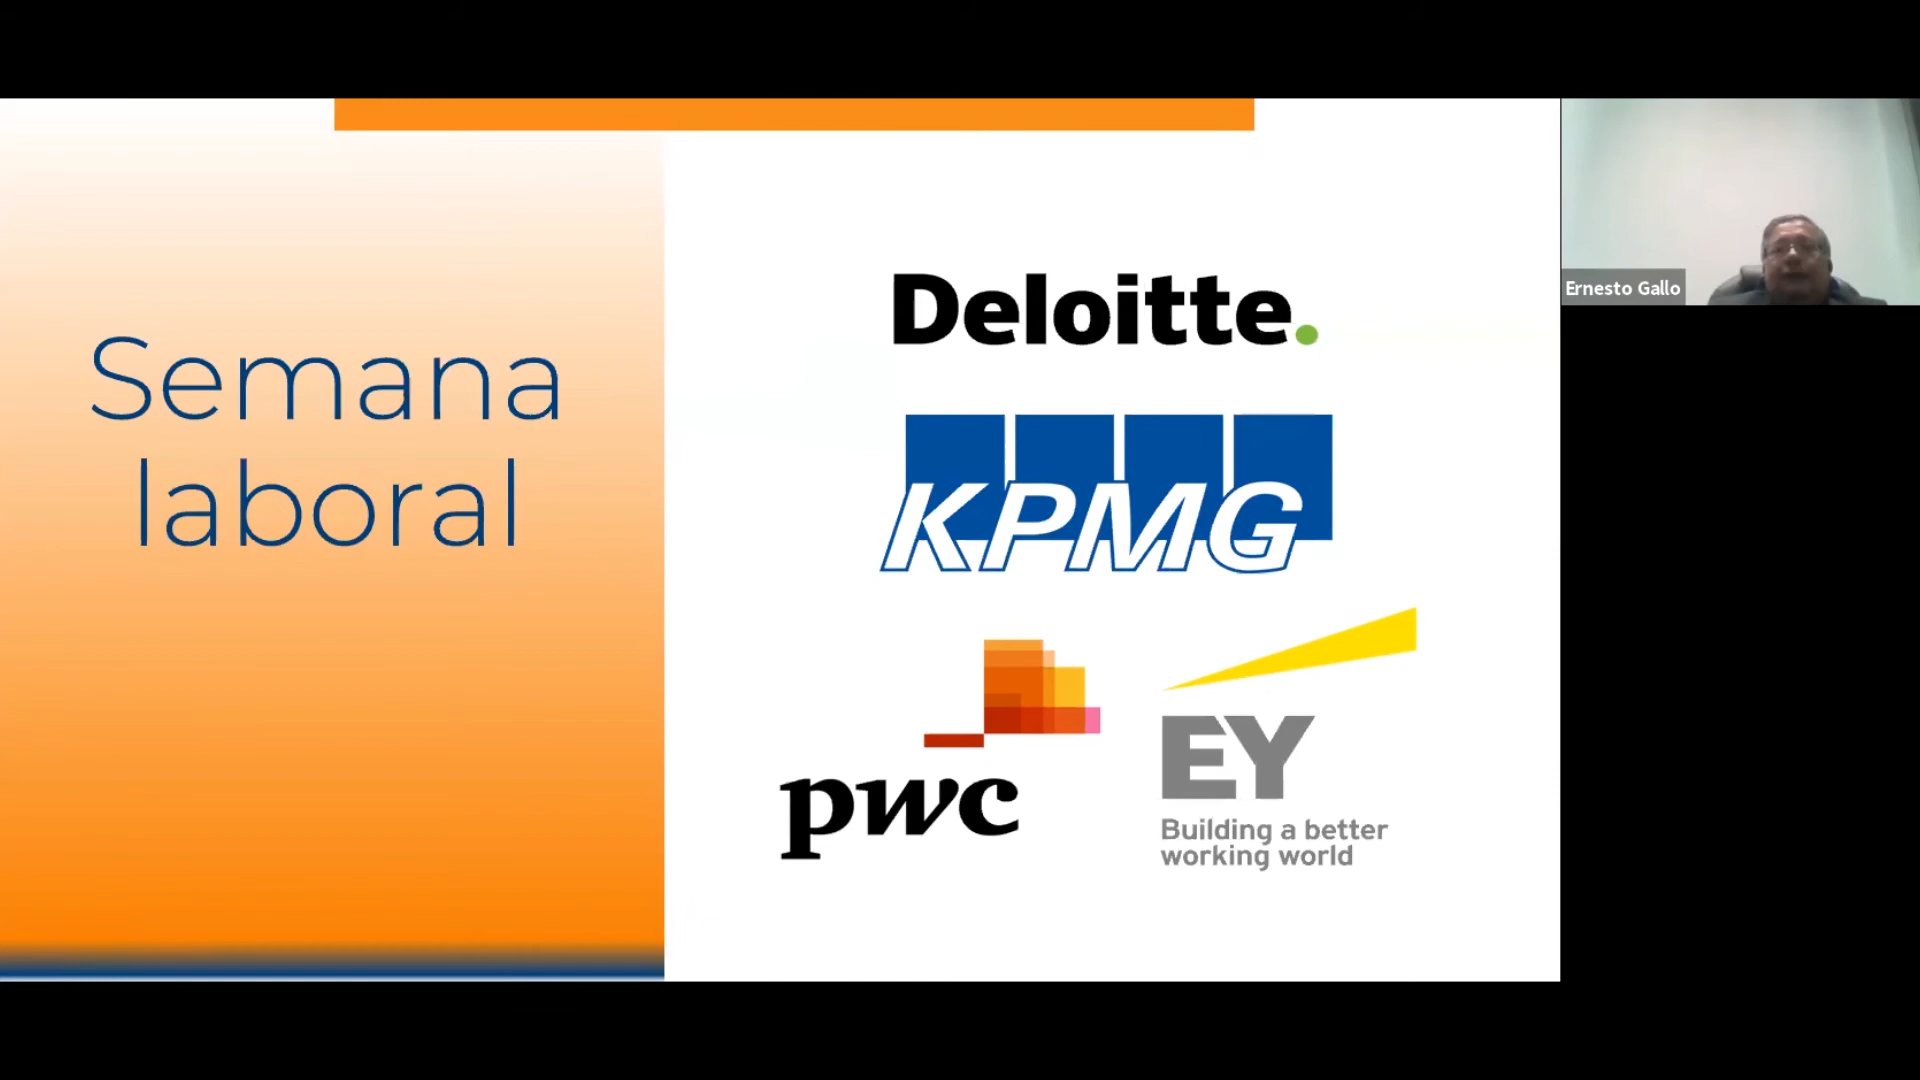 Semana
laboral
Deloitte.
KPMG
pwc
EY
Building a better
working world
Ernesto Gallo